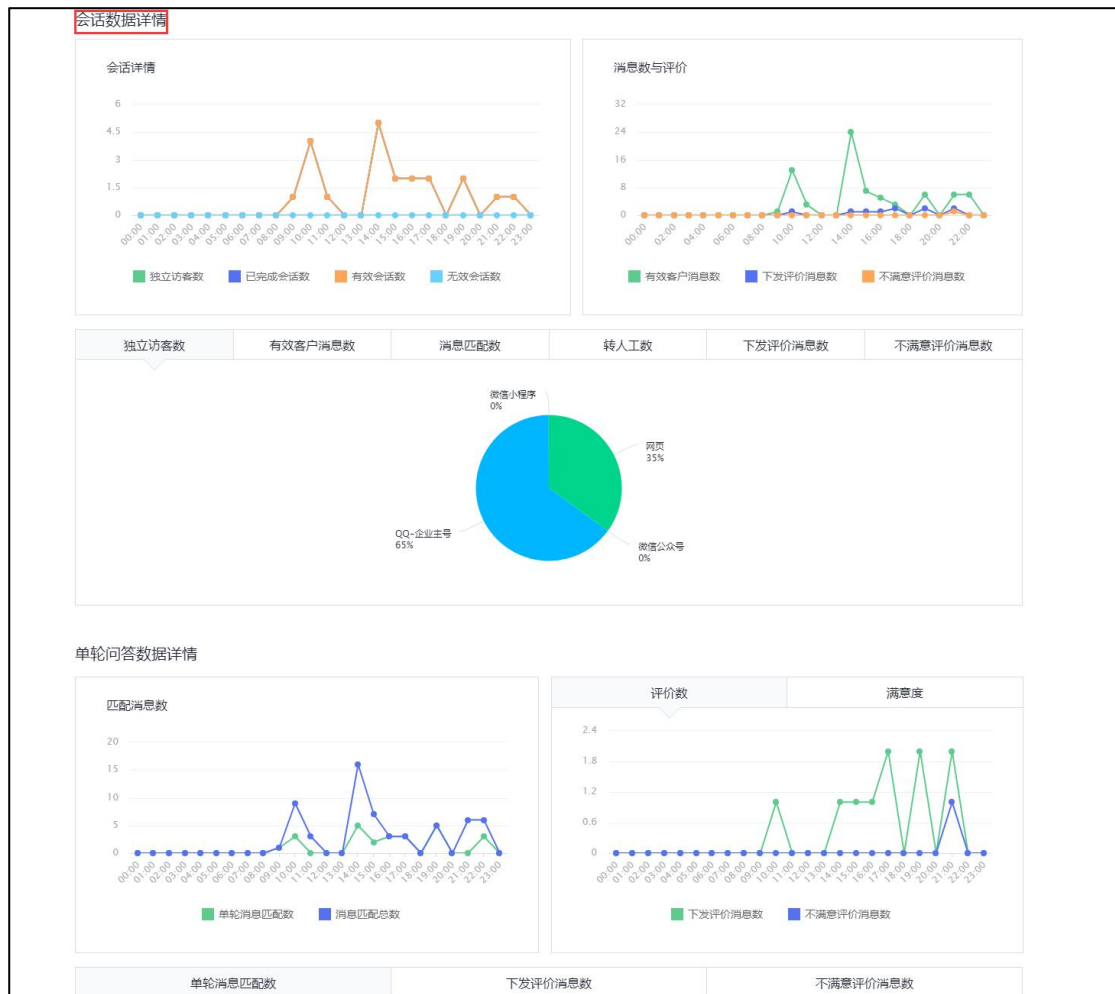 会话数据详情
会话详情
6
4.5
3
1.5
0
00:00 01:00 02:00 03:00 04:00 05:00 06:00 07:00 08:00 09:00 10:00 11:00 12:00 13:00 14:00 15:00 16:00 17:00 18:00 19:00 20:00 21:00 22:00 23:00
独立访客数 已完成会话数 有效会话数 无效会话数
消息数与评价
32
24
16
8
0
00:00 02:00 04:00 06:00 08:00 10:00 12:00 14:00 16:00 18:00 20:00 22:00
有效客户消息数 下发评价消息数 不满意评价消息数
独立访客数 有效客户消息数 消息匹配数 转人工数 下发评价消息数 不满意评价消息数
微信小程序
0%
网页
35%
QQ-企业主号
65%
微信公众号
0%
单轮问答数据详情
匹配消息数
20
15
10
5
0
00:00 01:00 02:00 03:00 04:00 05:00 06:00 07:00 08:00 09:00 10:00 11:00 12:00 13:00 14:00 15:00 16:00 17:00 18:00 19:00 20:00 21:00 22:00 23:00
单轮消息匹配数 消息匹配总数
评价数 满意度
2.4
1.8
1.2
0.6
0
00:00 01:00 02:00 03:00 04:00 05:00 06:00 07:00 08:00 09:00 10:00 11:00 12:00 13:00 14:00 15:00 16:00 17:00 18:00 19:00 20:00 21:00 22:00 23:00
下发评价消息数 不满意评价消息数
单轮消息匹配数 下发评价消息数 不满意评价消息数